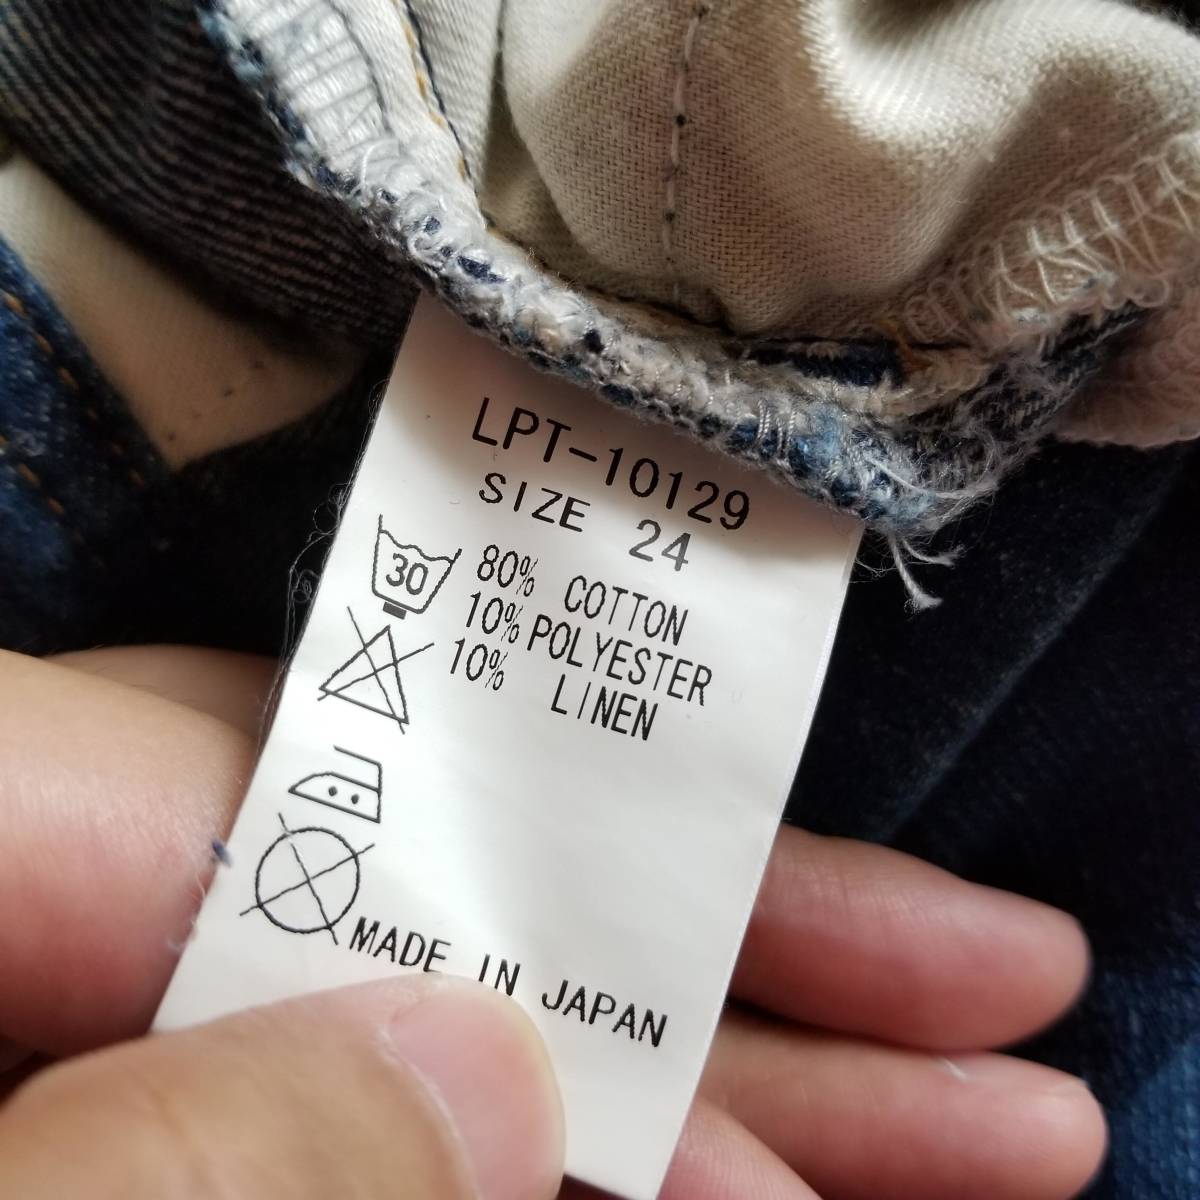 LPT-10129
SIZE 24
30
80% COTTON
10% POLYESTER
10% LINEN
MADE IN JAPAN